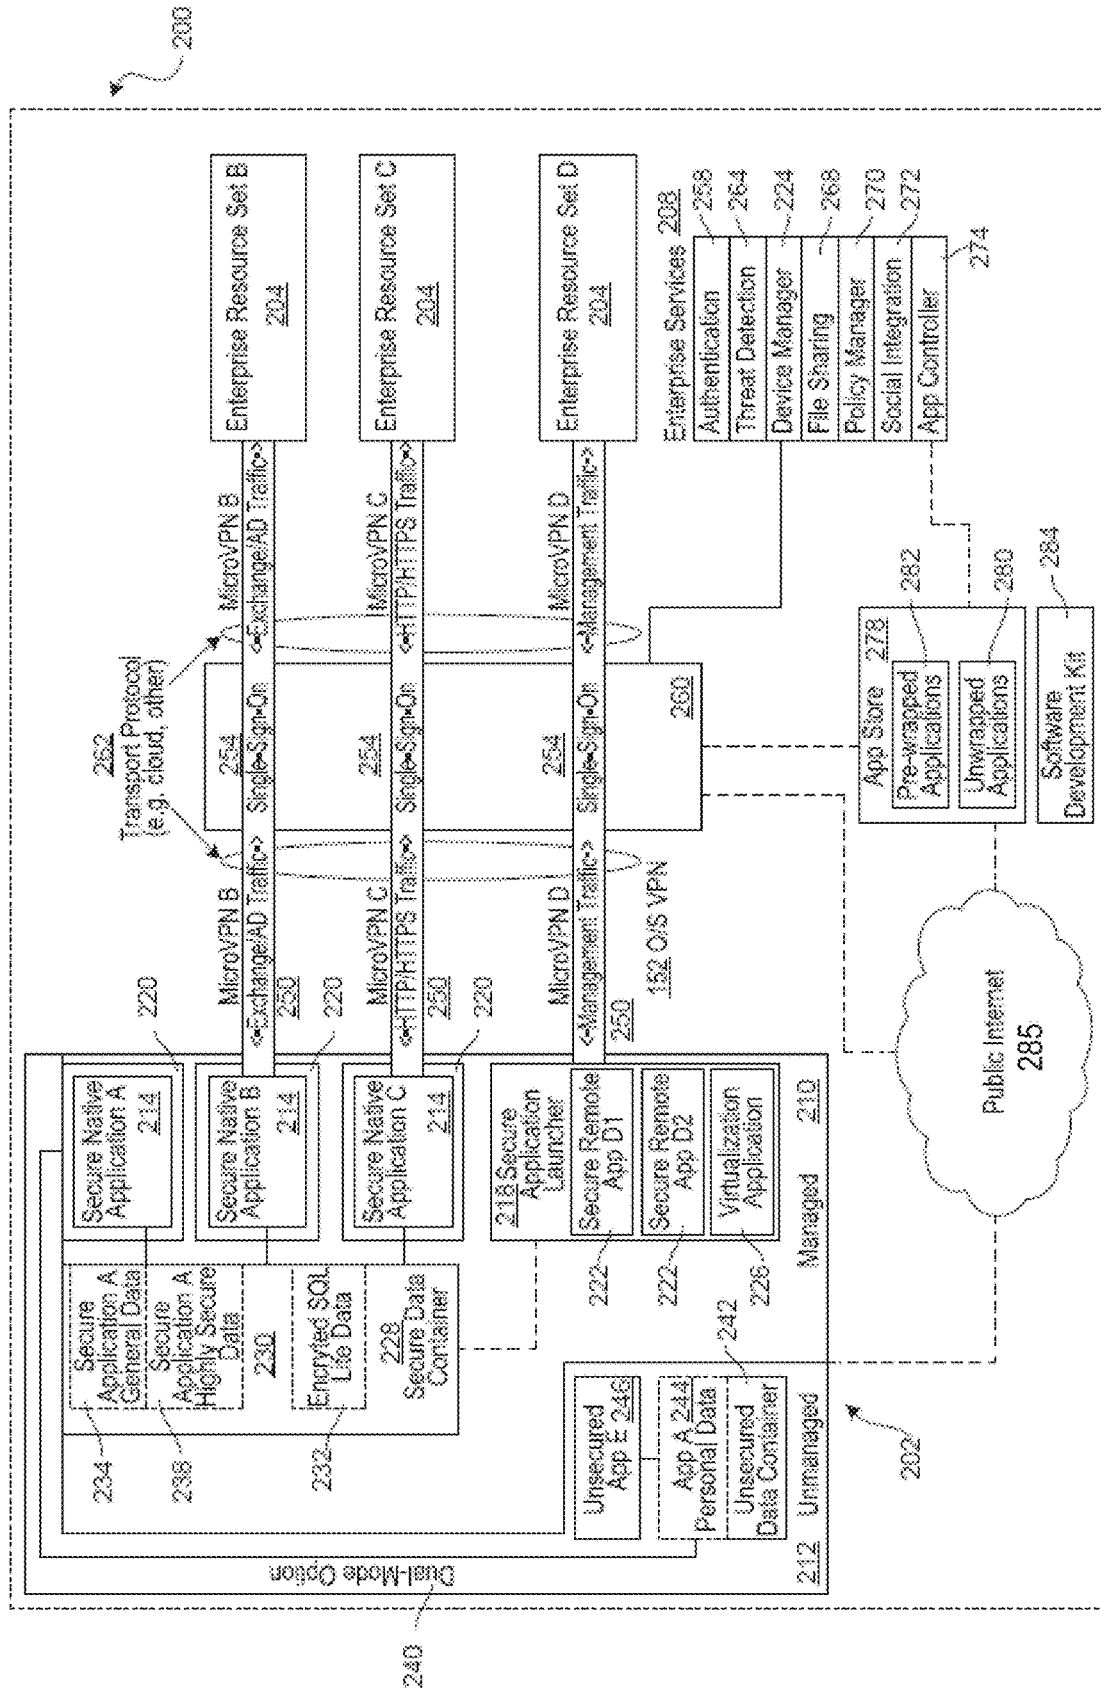 200
Enterprise Resource Set B
204
Enterprise Resource Set C
204
Enterprise Resource Set D
204
Enterprise Services 208
Authentication
258
Threat Detection
264
Device Manager
224
File Sharing
268
Policy Manager
270
Social Integration
272
App Controller
274
262
Transport Protocol
(e.g. cloud, other)
MicroVPN B
<=Exchange/AD Traffic=>
MicroVPN C
<=HTTP/HTTPS Traffic=>
MicroVPN D
<=Management Traffic=>
254
Single=Sign=On
254
Single=Sign=On
254
Single=Sign=On
260
MicroVPN B
<=Exchange/AD Traffic=>
250
MicroVPN C
<=HTTP/HTTPS Traffic=>
250
MicroVPN D
<=Management Traffic=>
250
152 O/S VPN
App Store
278
Pre-wrapped
Applications
282
Unwrapped
Applications
280
Software
Development Kit
284
Public Internet
285
Secure Native
Application A
214
220
Secure Native
Application B
214
220
Secure Native
Application C
214
220
218 Secure
Application
Launcher
Secure Remote
App D1
222
Secure Remote
App D2
222
Virtualization
Application
226
Managed 210
Secure
Application A
General Data
234
Secure
Application A
Highly Secure
Data
238
230
Encryted SQL
Life Data
232
228
Secure Data
Container
Unsecured
App E 246
App A 244
Personal Data
Unsecured
Data Container
242
212 Unmanaged
202
Dual-Mode Option
240